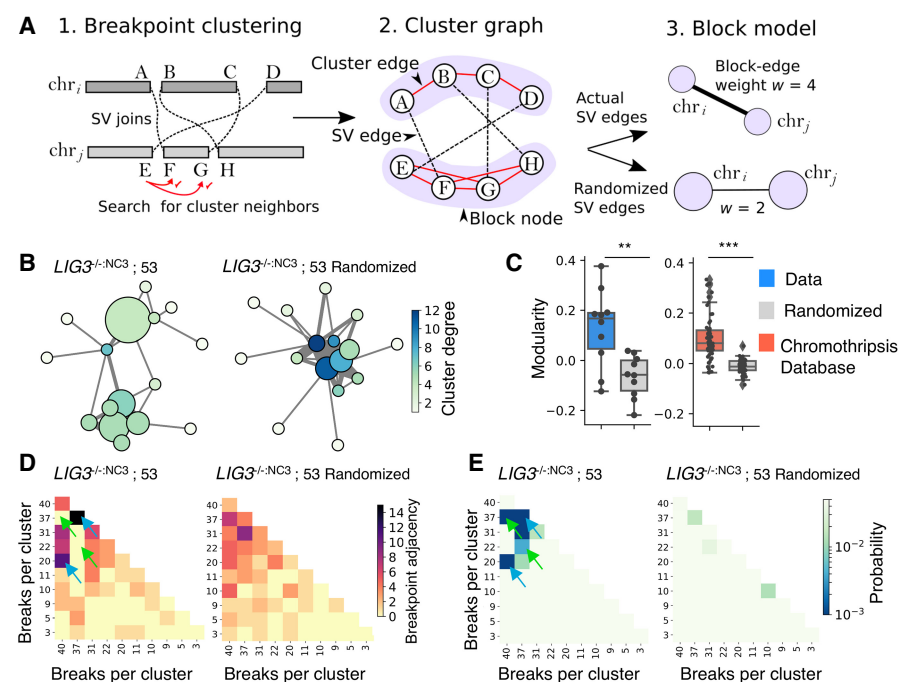 A
1. Breakpoint clustering
2. Cluster graph
3. Block model
A B C D
chr_i
SV joins
chr_j
E F G H
Search for cluster neighbors
Cluster edge
SV edge
A B C D
E F G H
Block node
Actual
SV edges
Randomized
SV edges
Block-edge
weight w = 4
chr_i
chr_j
chr_i
chr_j
w = 2
B
LIG3-/-:NC3 ; 53
LIG3-/-:NC3 ; 53 Randomized
12
10
8
6
4
2
Cluster degree
C
** ***
Modularity
0.4
0.2
0.0
−0.2
0.4
0.2
0.0
−0.2
Data
Randomized
Chromothripsis
Database
D
LIG3-/-:NC3 ; 53
LIG3-/-:NC3 ; 53 Randomized
Breaks per cluster
40
37
31
22
20
11
10
9
5
3
40 37 31 22 20 11 10 9 5 3
Breaks per cluster
40
37
31
22
20
11
10
9
5
3
40 37 31 22 20 11 10 9 5 3
Breaks per cluster
14
12
10
8
6
4
2
0
Breakpoint adjacency
E
LIG3-/-:NC3 ; 53
LIG3-/-:NC3 ; 53 Randomized
Breaks per cluster
40
37
31
22
20
11
10
9
5
3
40 37 31 22 20 11 10 9 5 3
Breaks per cluster
40
37
31
22
20
11
10
9
5
3
40 37 31 22 20 11 10 9 5 3
Breaks per cluster
10−2
10−3
Probability